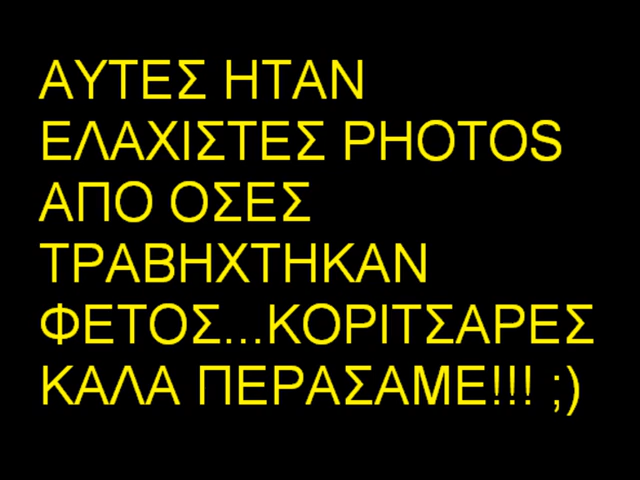 ΑΥΤΕΣ ΗΤΑΝ
ΕΛΑΧΙΣΤΕΣ PHOTOS
ΑΠΟ ΟΣΕΣ
ΤΡΑΒΗΧΤΗΚΑΝ
ΦΕΤΟΣ...ΚΟΡΙΤΣΑΡΕΣ
ΚΑΛΑ ΠΕΡΑΣΑΜΕ!!! ;)